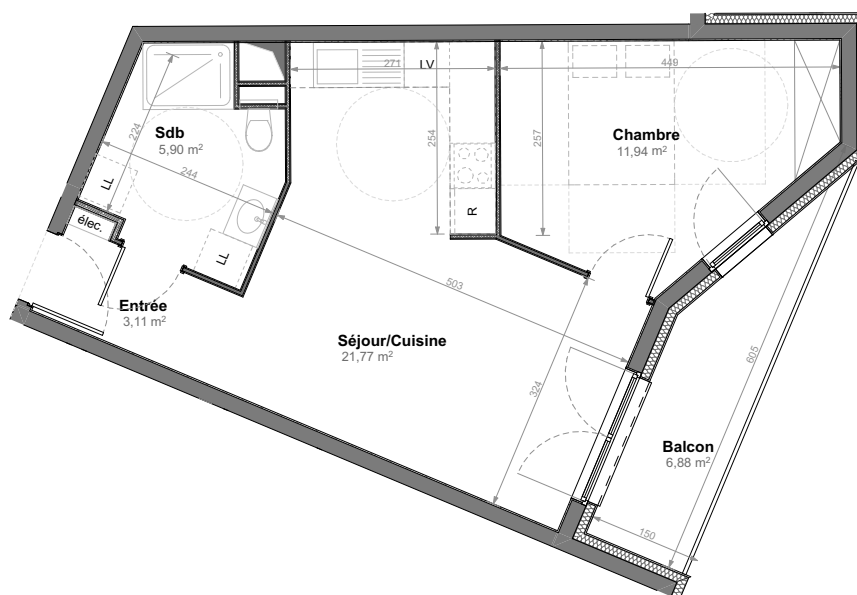 271
LV
449
Sdb
5,90 m²
224
254
257
Chambre
11,94 m²
LL
244
élec.
R
LL
503
Entrée
3,11 m²
Séjour/Cuisine
21,77 m²
324
605
Balcon
6,88 m²
150